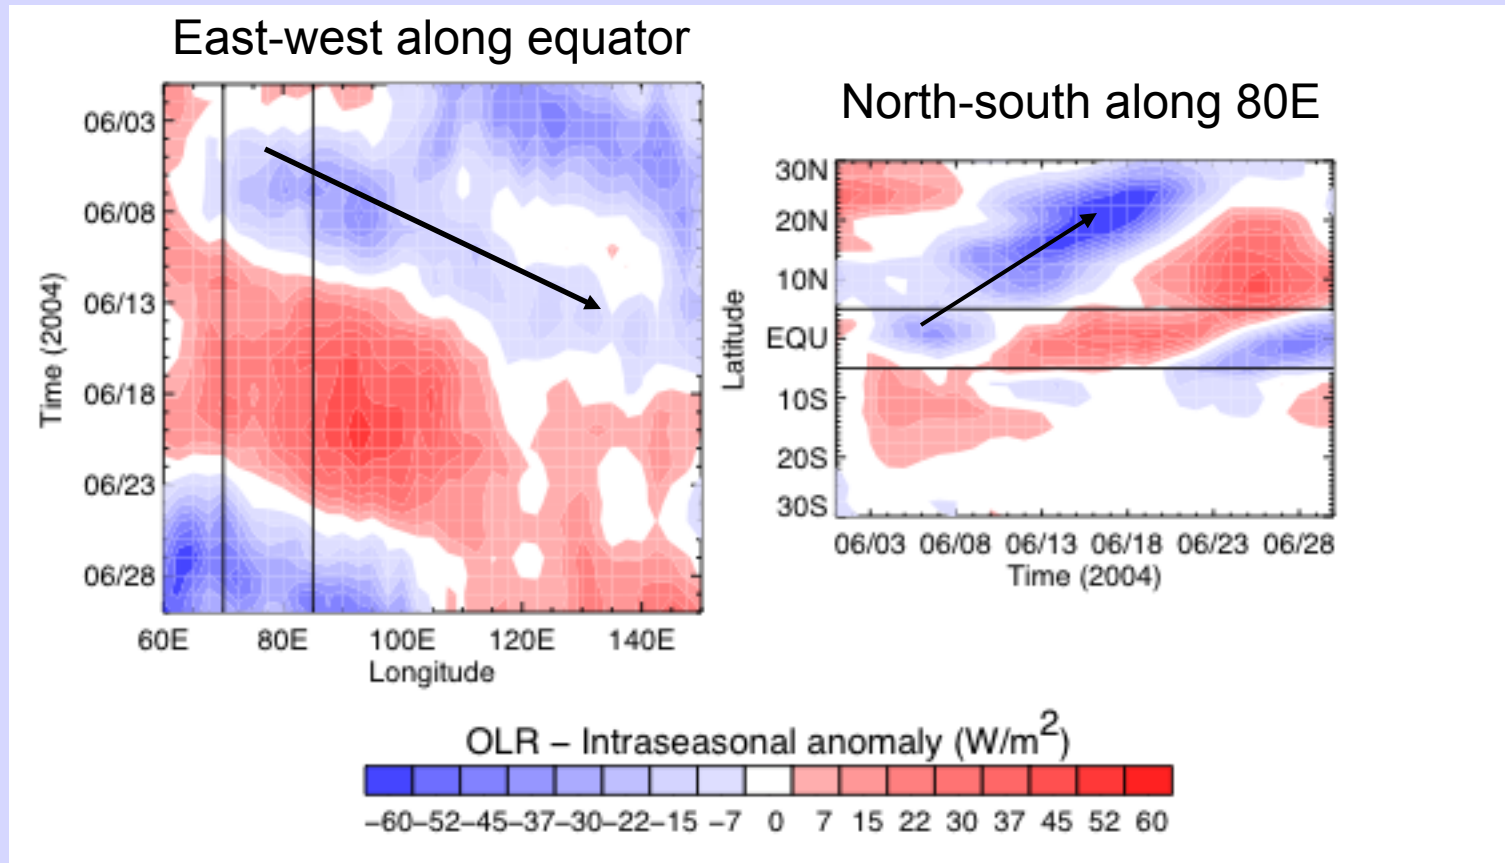 East-west along equator
North-south along 80E
06/03
06/08
06/13
06/18
06/23
06/28
Time (2004)
60E 80E 100E 120E 140E
Longitude
30N
20N
10N
EQU
10S
20S
30S
Latitude
06/03 06/08 06/13 06/18 06/23 06/28
Time (2004)
OLR – Intraseasonal anomaly (W/m²)
–60–52–45–37–30–22–15 –7 0 7 15 22 30 37 45 52 60